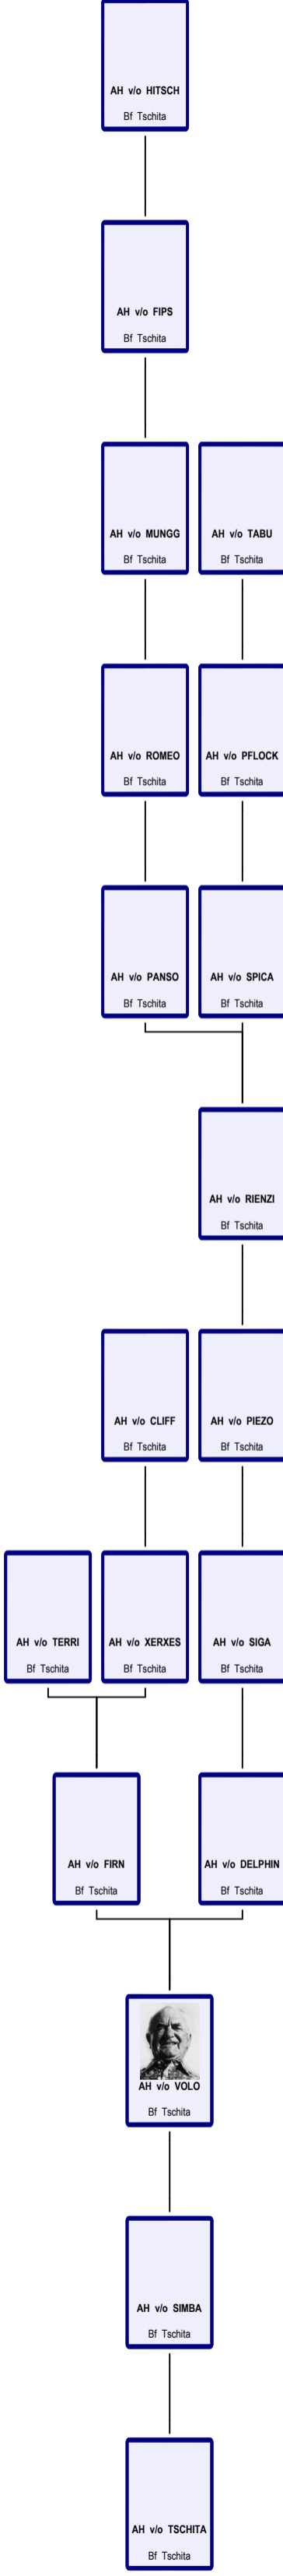 AH v/o HITSCH
Bf Tschita
AH v/o FIPS
Bf Tschita
AH v/o MUNGG
Bf Tschita
AH v/o TABU
Bf Tschita
AH v/o ROMEO
Bf Tschita
AH v/o PFLOCK
Bf Tschita
AH v/o PANSO
Bf Tschita
AH v/o SPICA
Bf Tschita
AH v/o RIENZI
Bf Tschita
AH v/o CLIFF
Bf Tschita
AH v/o PIEZO
Bf Tschita
AH v/o TERRI
Bf Tschita
AH v/o XERXES
Bf Tschita
AH v/o SIGA
Bf Tschita
AH v/o FIRN
Bf Tschita
AH v/o DELPHIN
Bf Tschita
AH v/o VOLO
Bf Tschita
AH v/o SIMBA
Bf Tschita
AH v/o TSCHITA
Bf Tschita